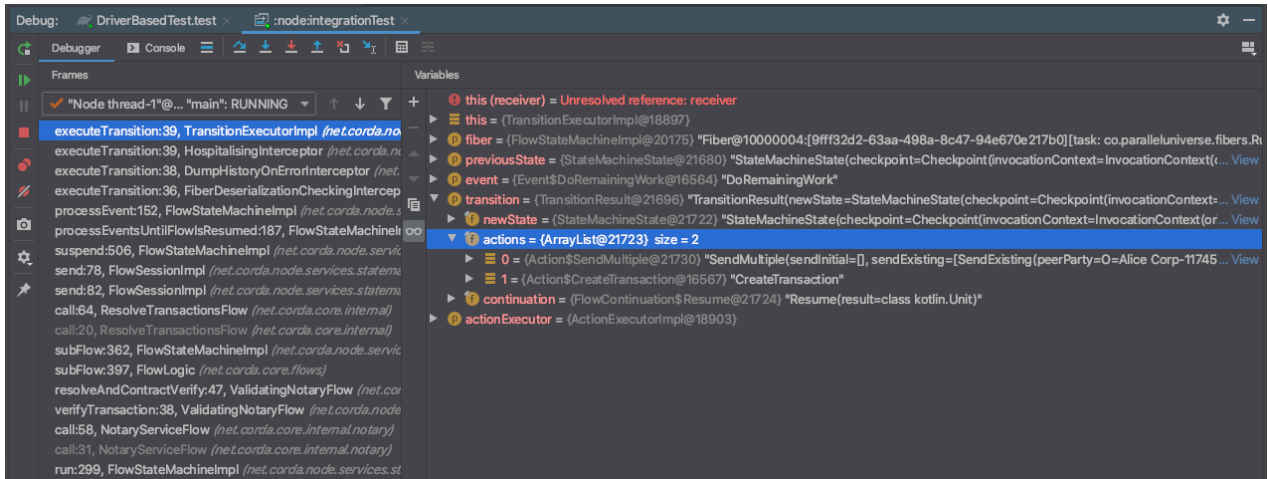 Debug: DriverBasedTest.test × :node:integrationTest ×
Debugger Console
Frames
Variables
"Node thread-1"@... "main": RUNNING
executeTransition:39, TransitionExecutorImpl (net.corda.no
executeTransition:39, HospitalisingInterceptor (net.corda.no
executeTransition:38, DumpHistoryOnErrorInterceptor (net.
executeTransition:36, FiberDeserializationCheckingIntercep
processEvent:152, FlowStateMachineImpl (net.corda.node.s
processEventsUntilFlowIsResumed:187, FlowStateMachineIr
suspend:506, FlowStateMachineImpl (net.corda.node.servic
send:78, FlowSessionImpl (net.corda.node.services.statema
send:82, FlowSessionImpl (net.corda.node.services.statema
call:64, ResolveTransactionsFlow (net.corda.core.internal)
call:20, ResolveTransactionsFlow (net.corda.core.internal)
subFlow:362, FlowStateMachineImpl (net.corda.node.servic
subFlow:397, FlowLogic (net.corda.core.flows)
resolveAndContractVerify:47, ValidatingNotaryFlow (net.cor
verifyTransaction:38, ValidatingNotaryFlow (net.corda.node
call:58, NotaryServiceFlow (net.corda.core.internal.notary)
call:31, NotaryServiceFlow (net.corda.core.internal.notary)
run:299, FlowStateMachineImpl (net.corda.node.services.st
this (receiver) = Unresolved reference: receiver
this = {TransitionExecutorImpl@18897}
fiber = {FlowStateMachineImpl@20175} "Fiber@10000004:[9fff32d2-63aa-498a-8c47-94e670e217b0][task: co.paralleluniverse.fibers.Ru
previousState = {StateMachineState@21680} "StateMachineState(checkpoint=Checkpoint(invocationContext=InvocationContext(... View
event = {Event$DoRemainingWork@16564} "DoRemainingWork"
transition = {TransitionResult@21696} "TransitionResult(newState=StateMachineState(checkpoint=Checkpoint(invocationContext=... View
newState = {StateMachineState@21722} "StateMachineState(checkpoint=Checkpoint(invocationContext=InvocationContext(or... View
actions = {ArrayList@21723} size = 2
0 = {Action$SendMultiple@21730} "SendMultiple(sendInitial=[], sendExisting=[SendExisting(peerParty=O=Alice Corp-11745... View
1 = {Action$CreateTransaction@16567} "CreateTransaction"
continuation = {FlowContinuation$Resume@21724} "Resume(result=class kotlin.Unit)"
actionExecutor = {ActionExecutorImpl@18903}